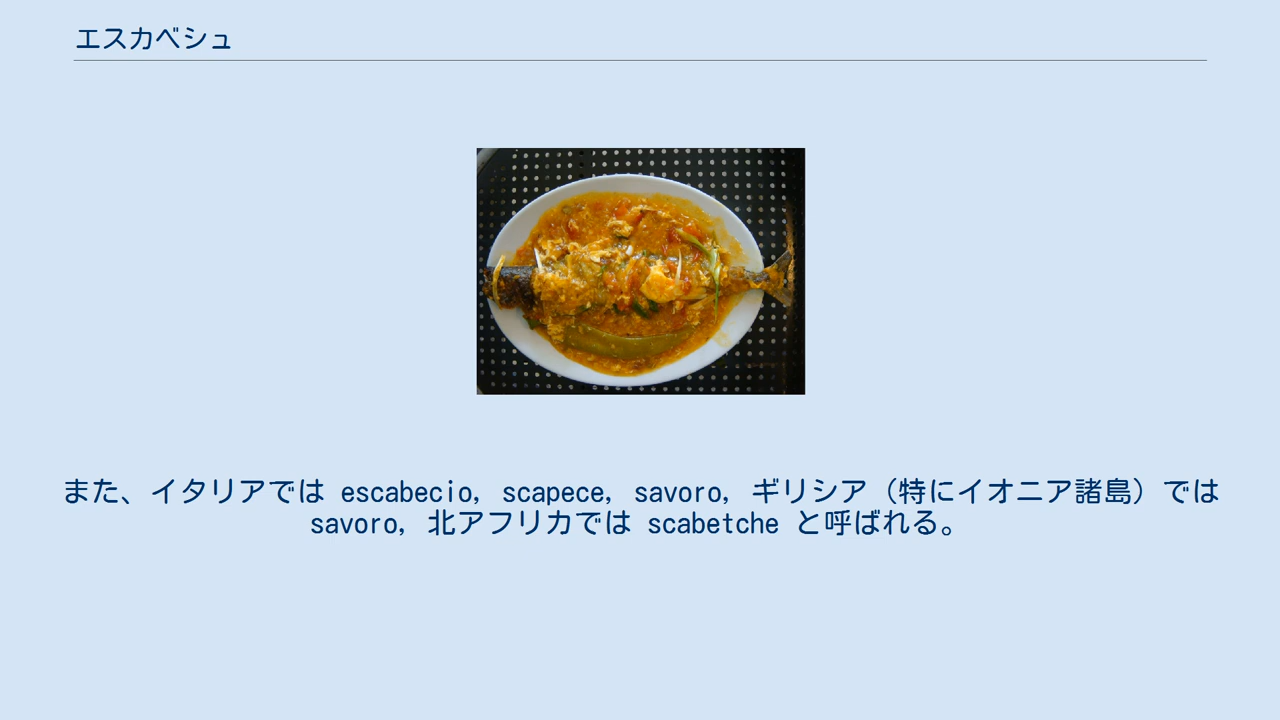 エスカベシュ
また、イタリアでは escabecio, scapece, savoro, ギリシア（特にイオニア諸島）では
savoro, 北アフリカでは scabetche と呼ばれる。